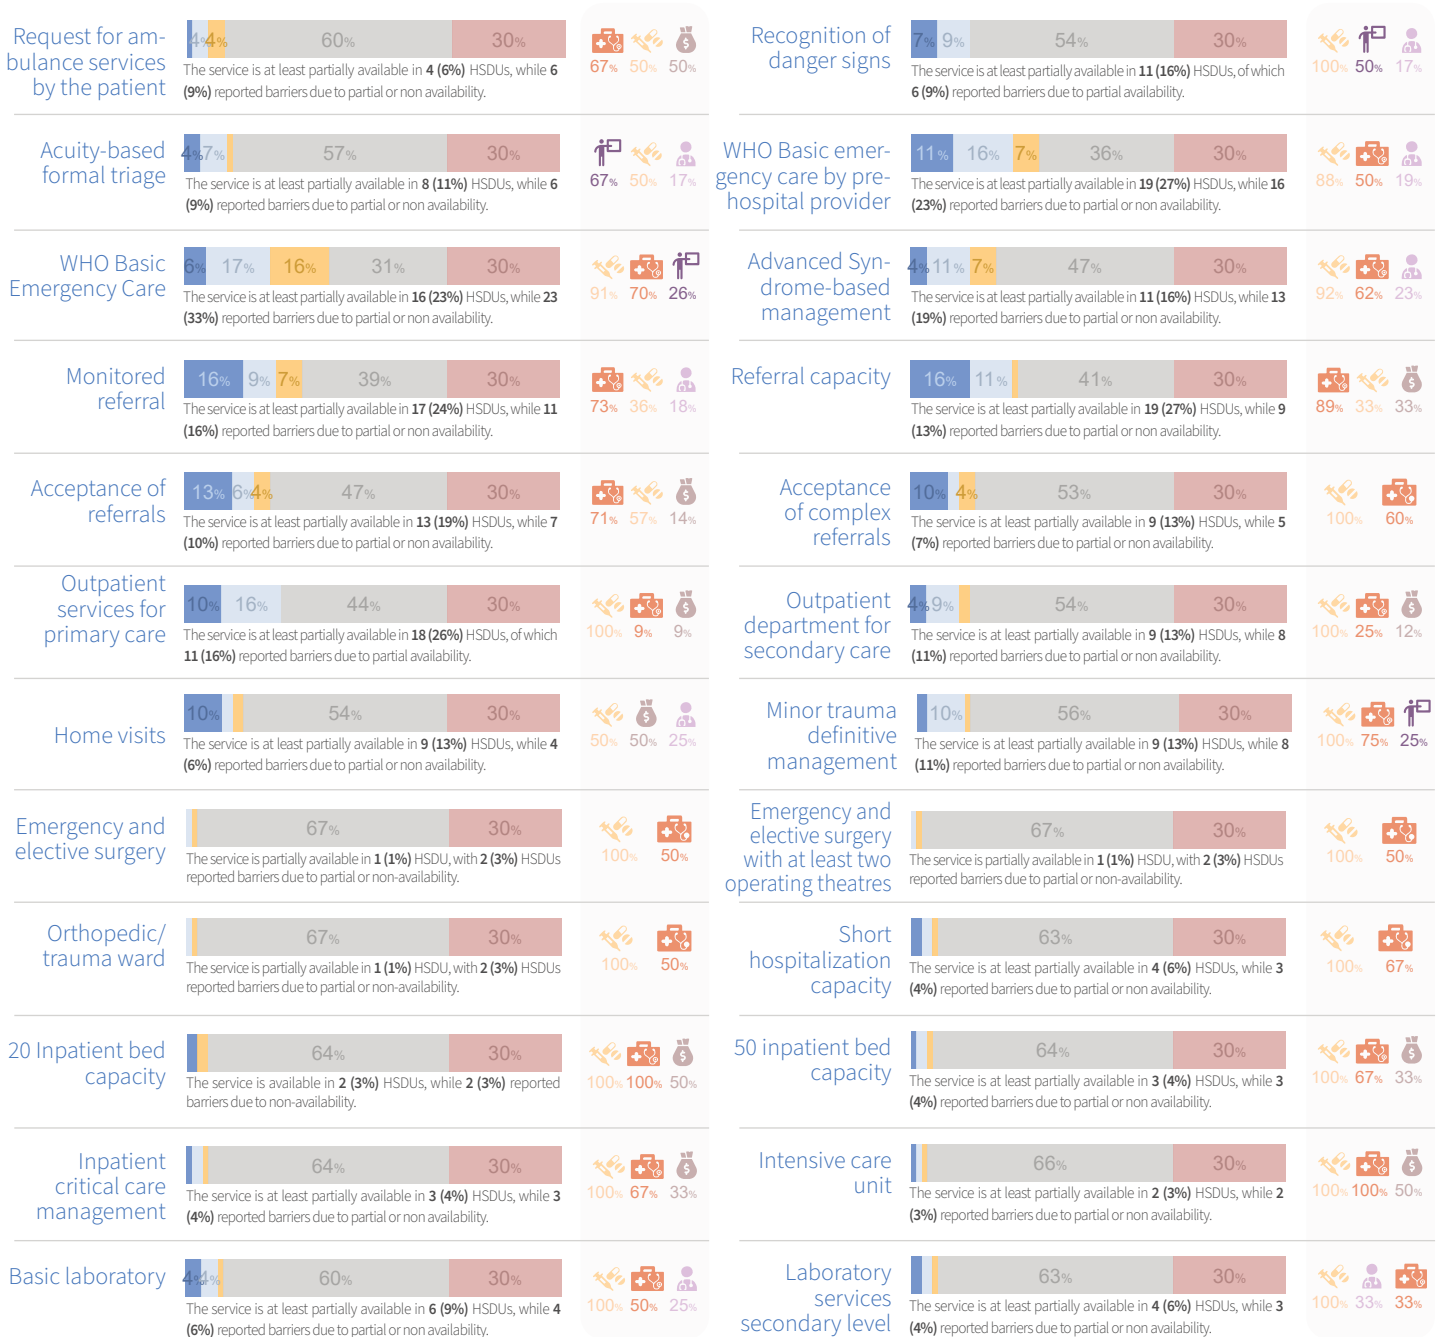 Request for am-
bulance services
by the patient
4% 4% 60% 30%
The service is at least partially available in 4 (6%) HSDUs, while 6
(9%) reported barriers due to partial or non availability.
67% 50% 50%
Recognition of
danger signs
7% 9% 54% 30%
The service is at least partially available in 11 (16%) HSDUs, of which
6 (9%) reported barriers due to partial availability.
100% 50% 17%
Acuity-based
formal triage
4% 7% 57% 30%
The service is at least partially available in 8 (11%) HSDUs, while 6
(9%) reported barriers due to partial or non availability.
67% 50% 17%
WHO Basic emer-
gency care by pre-
hospital provider
11% 16% 7% 36% 30%
The service is at least partially available in 19 (27%) HSDUs, while 16
(23%) reported barriers due to partial or non availability.
88% 50% 19%
WHO Basic
Emergency Care
6% 17% 16% 31% 30%
The service is at least partially available in 16 (23%) HSDUs, while 23
(33%) reported barriers due to partial or non availability.
91% 70% 26%
Advanced Syn-
drome-based
management
4% 11% 7% 47% 30%
The service is at least partially available in 11 (16%) HSDUs, while 13
(19%) reported barriers due to partial or non availability.
92% 62% 23%
Monitored
referral
16% 9% 7% 39% 30%
The service is at least partially available in 17 (24%) HSDUs, while 11
(16%) reported barriers due to partial or non availability.
73% 36% 18%
Referral capacity
16% 11% 41% 30%
The service is at least partially available in 19 (27%) HSDUs, while 9
(13%) reported barriers due to partial or non availability.
89% 33% 33%
Acceptance of
referrals
13% 6% 4% 47% 30%
The service is at least partially available in 13 (19%) HSDUs, while 7
(10%) reported barriers due to partial or non availability.
71% 57% 14%
Acceptance
of complex
referrals
10% 4% 53% 30%
The service is at least partially available in 9 (13%) HSDUs, while 5
(7%) reported barriers due to partial or non availability.
100% 60%
Outpatient
services for
primary care
10% 16% 44% 30%
The service is at least partially available in 18 (26%) HSDUs, of which
11 (16%) reported barriers due to partial availability.
100% 9% 9%
Outpatient
department for
secondary care
4% 9% 54% 30%
The service is at least partially available in 9 (13%) HSDUs, while 8
(11%) reported barriers due to partial or non availability.
100% 25% 12%
Home visits
10% 54% 30%
The service is at least partially available in 9 (13%) HSDUs, while 4
(6%) reported barriers due to partial or non availability.
50% 50% 25%
Minor trauma
definitive
management
10% 56% 30%
The service is at least partially available in 9 (13%) HSDUs, while 8
(11%) reported barriers due to partial or non availability.
100% 75% 25%
Emergency and
elective surgery
67% 30%
The service is partially available in 1 (1%) HSDU, with 2 (3%) HSDUs
reported barriers due to partial or non-availability.
100% 50%
Emergency and
elective surgery
with at least two
operating theatres
67% 30%
The service is partially available in 1 (1%) HSDU, with 2 (3%) HSDUs
reported barriers due to partial or non-availability.
100% 50%
Orthopedic/
trauma ward
67% 30%
The service is partially available in 1 (1%) HSDU, with 2 (3%) HSDUs
reported barriers due to partial or non-availability.
100% 50%
Short
hospitalization
capacity
63% 30%
The service is at least partially available in 4 (6%) HSDUs, while 3
(4%) reported barriers due to partial or non availability.
100% 67%
20 Inpatient bed
capacity
64% 30%
The service is available in 2 (3%) HSDUs, while 2 (3%) reported
barriers due to non-availability.
100% 100% 50%
50 inpatient bed
capacity
64% 30%
The service is at least partially available in 3 (4%) HSDUs, while 3
(4%) reported barriers due to partial or non availability.
100% 67% 33%
Inpatient
critical care
management
64% 30%
The service is at least partially available in 3 (4%) HSDUs, while 3
(4%) reported barriers due to partial or non availability.
100% 67% 33%
Intensive care
unit
66% 30%
The service is at least partially available in 2 (3%) HSDUs, while 2
(3%) reported barriers due to partial or non availability.
100% 100% 50%
Basic laboratory
4% 4% 60% 30%
The service is at least partially available in 6 (9%) HSDUs, while 4
(6%) reported barriers due to partial or non availability.
100% 50% 25%
Laboratory
services
secondary level
63% 30%
The service is at least partially available in 4 (6%) HSDUs, while 3
(4%) reported barriers due to partial or non availability.
100% 33% 33%